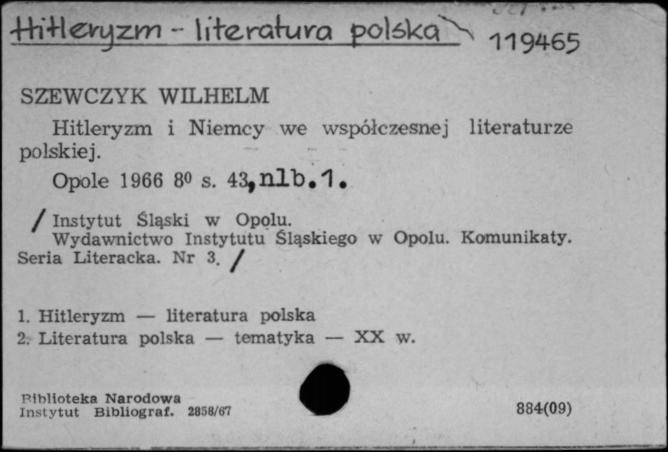 Hitleryzm - literatura polska
119465
SZEWCZYK WILHELM
Hitleryzm i Niemcy we współczesnej literaturze
polskiej.
Opole 1966 8⁰ s. 43, nlb. 1.
/ Instytut Śląski w Opolu.
Wydawnictwo Instytutu Śląskiego w Opolu. Komunikaty.
Seria Literacka. Nr 3. /
1. Hitleryzm — literatura polska
2. Literatura polska — tematyka — XX w.
Biblioteka Narodowa
Instytut Bibliograf. 2858/67
884(09)